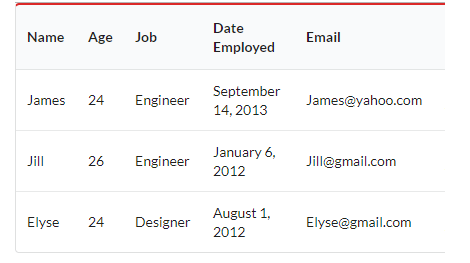 Name Age Job Date Employed Email
James 24 Engineer September 14, 2013 James@yahoo.com
Jill 26 Engineer January 6, 2012 Jill@gmail.com
Elyse 24 Designer August 1, 2012 Elyse@gmail.com